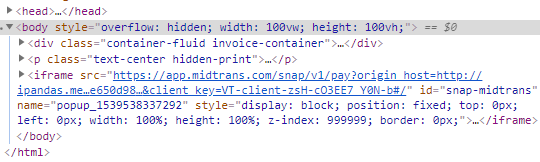 ▶ <head>…</head>
▼ <body style="overflow: hidden; width: 100vw; height: 100vh;"> == $0
▶ <div class="container-fluid invoice-container">…</div>
▶ <p class="text-center hidden-print">…</p>
▶ <iframe src="https://app.midtrans.com/snap/v1/pay?origin_host=http://
ipandas.me…e650d98…&client_key=VT-client-zsH-cO3EE7_Y0N-b#/" id="snap-midtrans"
name="popup_1539538337292" style="display: block; position: fixed; top: 0px;
left: 0px; width: 100%; height: 100%; z-index: 999999; border: 0px;">…</iframe>
</body>
</html>